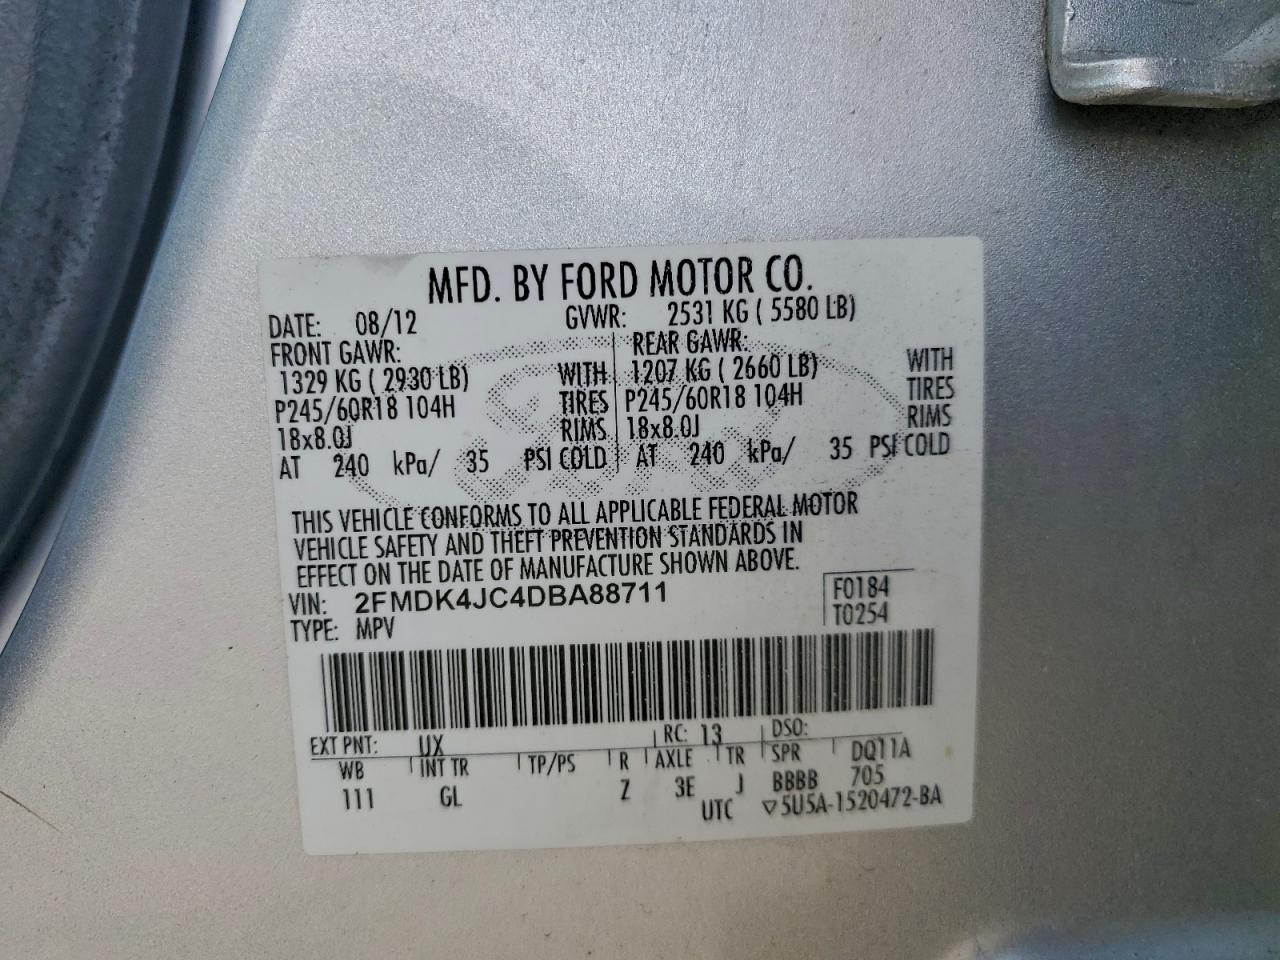 MFD. BY FORD MOTOR CO.
DATE: 08/12 GVWR: 2531 KG ( 5580 LB)
FRONT GAWR: REAR GAWR:
1329 KG ( 2930 LB) WITH 1207 KG ( 2660 LB) WITH
P245/60R18 104H TIRES P245/60R18 104H TIRES
18x8.0J RIMS 18x8.0J RIMS
AT 240 kPa/ 35 PSI COLD AT 240 kPa/ 35 PSI COLD
THIS VEHICLE CONFORMS TO ALL APPLICABLE FEDERAL MOTOR
VEHICLE SAFETY AND THEFT PREVENTION STANDARDS IN
EFFECT ON THE DATE OF MANUFACTURE SHOWN ABOVE.
VIN: 2FMDK4JC4DBA88711 F0184
TYPE: MPV T0254
EXT PNT: UX RC: 13 DSO:
WB INT TR TP/PS R AXLE TR SPR DQ11A
111 GL Z 3E J BBBB 705
UTC ▽5U5A-1520472-BA